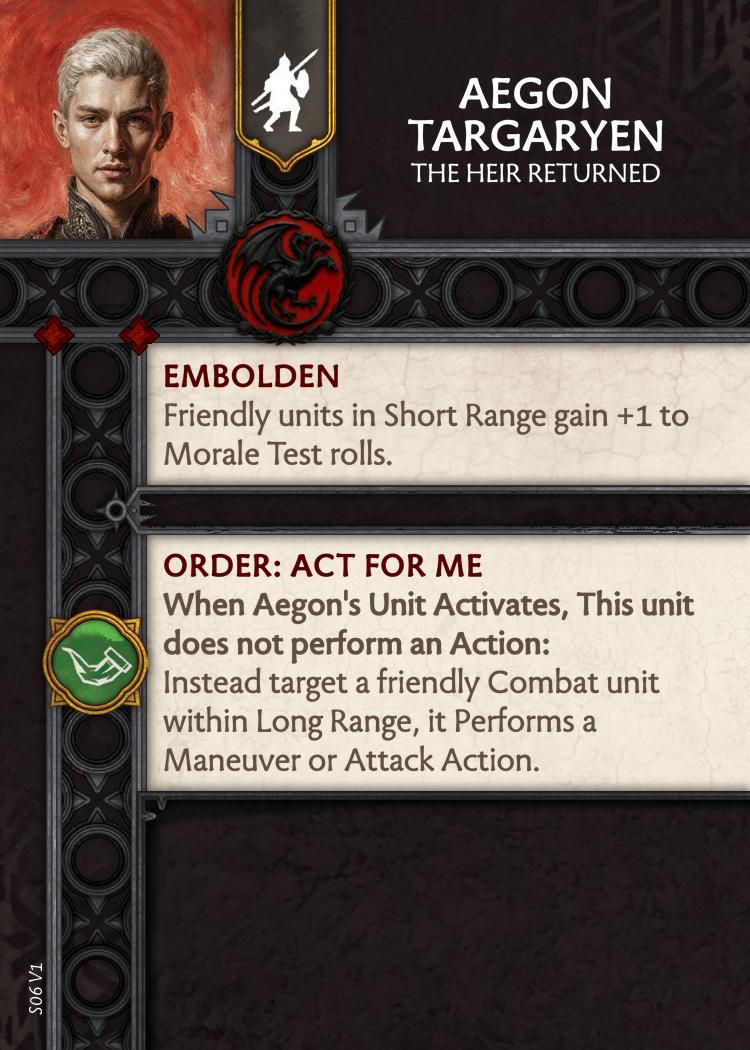 AEGON
TARGARYEN
THE HEIR RETURNED
EMBOLDEN
Friendly units in Short Range gain +1 to
Morale Test rolls.
ORDER: ACT FOR ME
When Aegon's Unit Activates, This unit
does not perform an Action:
Instead target a friendly Combat unit
within Long Range, it Performs a
Maneuver or Attack Action.
S06 V1